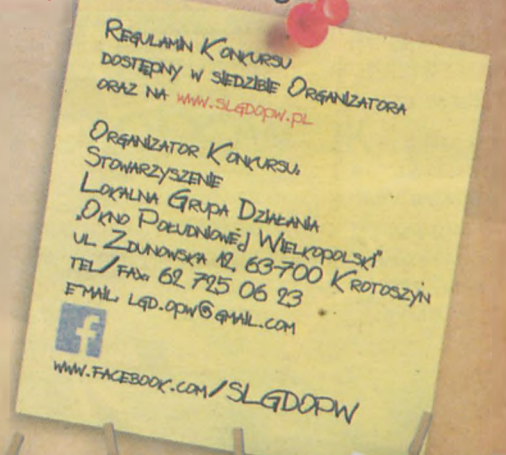 Regulamin Konkursu
dostępny w siedzibie Organizatora
oraz na www.slgdopw.pl
Organizator Konkursu:
Stowarzyszenie
Lokalna Grupa Działania
„Okno Południowej Wielkopolski"
ul. Zdunowska 12, 63-700 Krotoszyn
tel/fax: 62 725 06 23
e-mail: lgd.opw@gmail.com
f
www.facebook.com/SLGDOPW